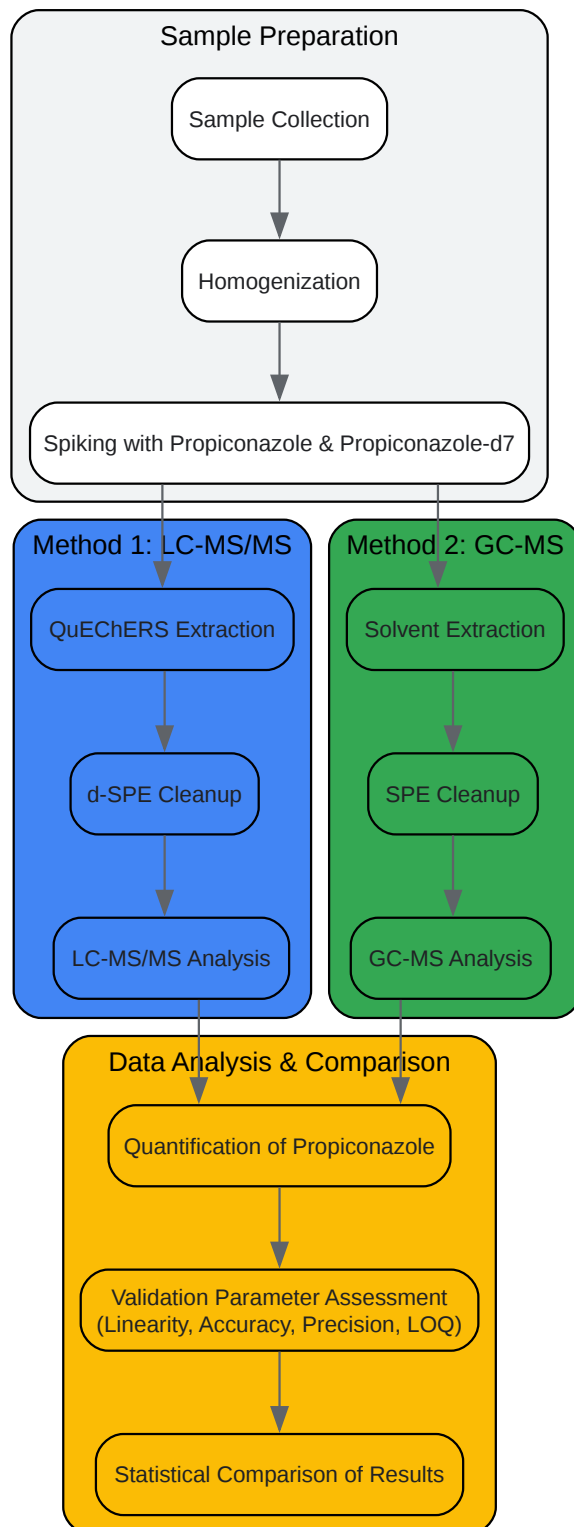 Sample Preparation
Sample Collection
Homogenization
Spiking with Propiconazole & Propiconazole-d7
Method 1: LC-MS/MS
QuEChERS Extraction
d-SPE Cleanup
LC-MS/MS Analysis
Method 2: GC-MS
Solvent Extraction
SPE Cleanup
GC-MS Analysis
Data Analysis & Comparison
Quantification of Propiconazole
Validation Parameter Assessment
(Linearity, Accuracy, Precision, LOQ)
Statistical Comparison of Results